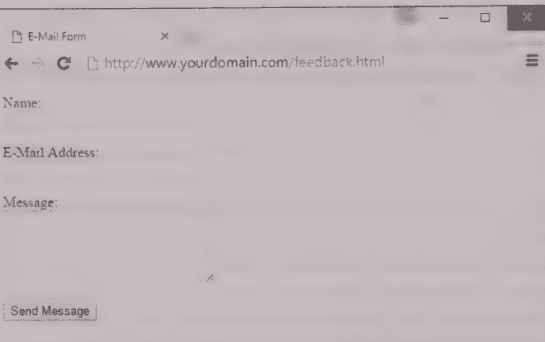 E-Mail Form
http://www.yourdomain.com/feedback.html
Name:
E-Mail Address:
Message:
Send Message